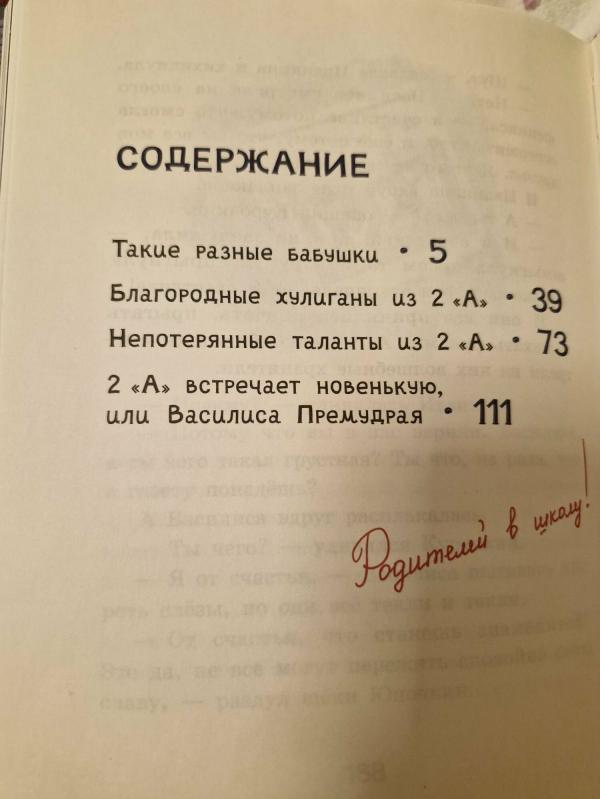 СОДЕРЖАНИЕ
Такие разные бабушки • 5
Благородные хулиганы из 2 «А» • 39
Непотерянные таланты из 2 «А» • 73
2 «А» встречает новенькую,
или Василиса Премудрая • 111
Родителей в школу!